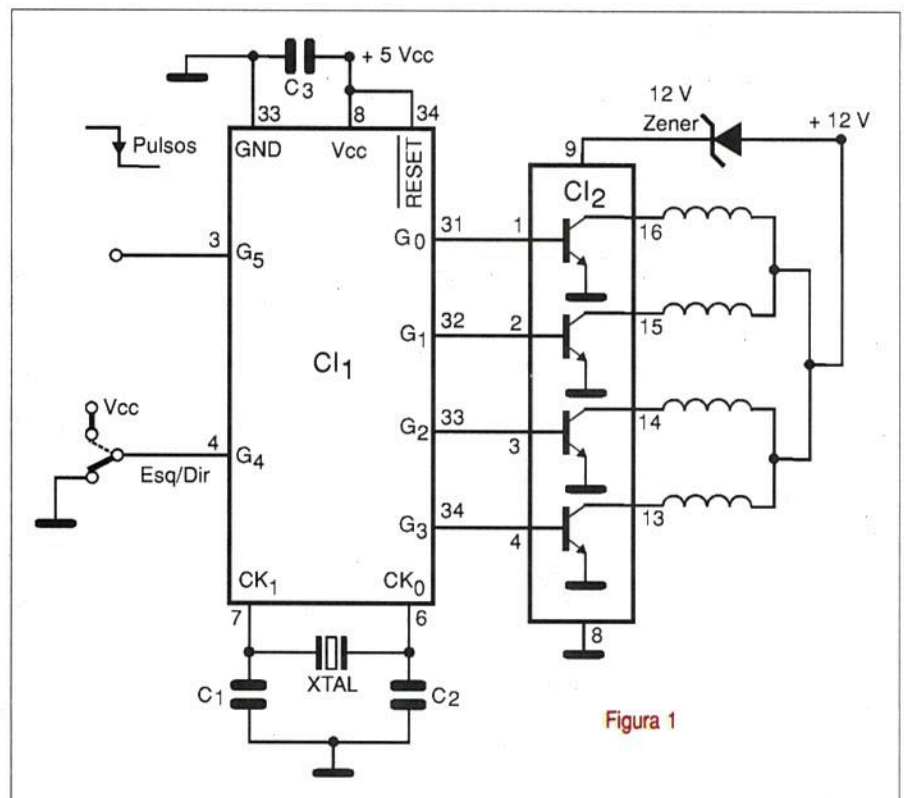 + 5 Vcc
C3
33
8
34
12 V
Zener
+ 12 V
Pulsos
GND
Vcc
RESET
9
CI2
3
G5
G0
31
1
16
G1
32
2
15
CI1
Vcc
G2
33
3
14
4
G4
Esq/Dir
G3
34
4
13
CK1
CK0
7
6
8
XTAL
C1
C2
Figura 1